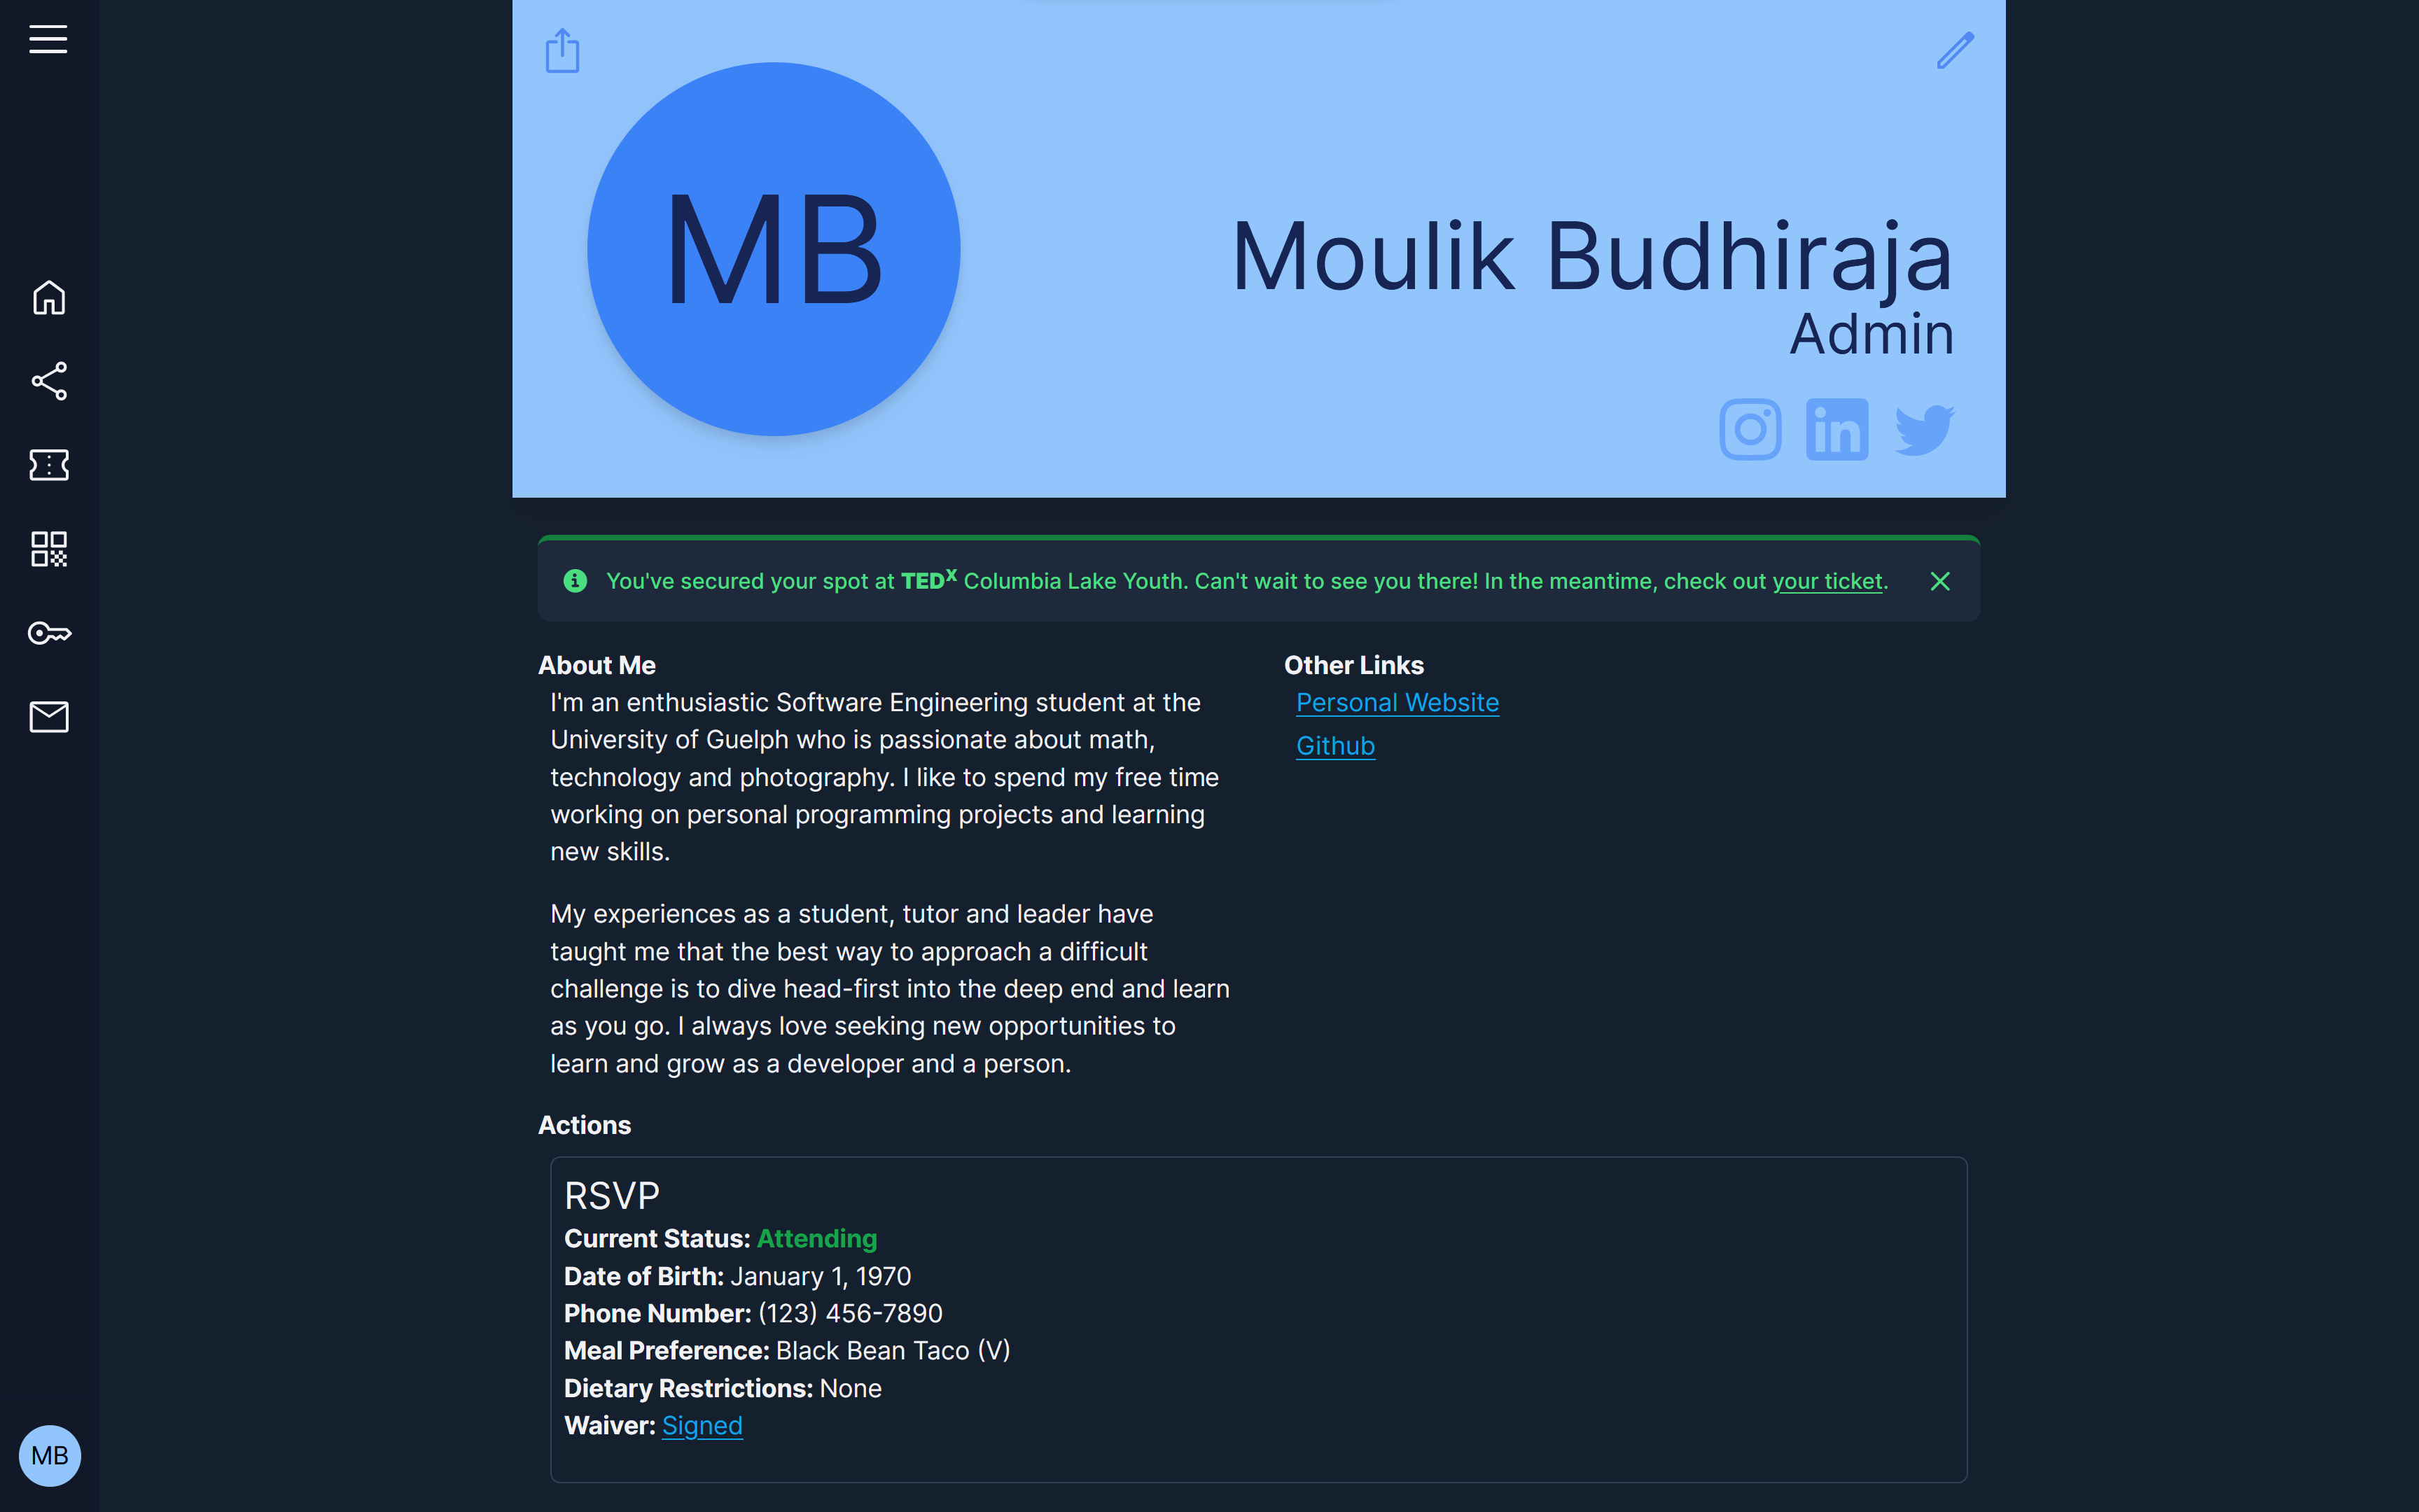 MB
Moulik Budhiraja
Admin
You've secured your spot at TEDX Columbia Lake Youth. Can't wait to see you there! In the meantime, check out your ticket.
About Me
I'm an enthusiastic Software Engineering student at the
University of Guelph who is passionate about math,
technology and photography. I like to spend my free time
working on personal programming projects and learning
new skills.
My experiences as a student, tutor and leader have
taught me that the best way to approach a difficult
challenge is to dive head-first into the deep end and learn
as you go. I always love seeking new opportunities to
learn and grow as a developer and a person.
Other Links
Personal Website
Github
Actions
RSVP
Current Status: Attending
Date of Birth: January 1, 1970
Phone Number: (123) 456-7890
Meal Preference: Black Bean Taco (V)
Dietary Restrictions: None
Waiver: Signed
MB